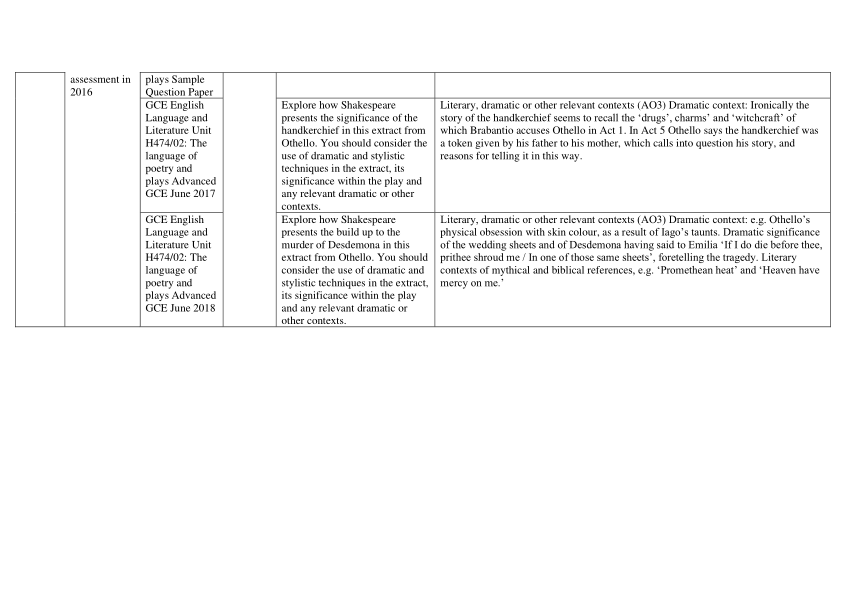 assessment in
2016
plays Sample
Question Paper
GCE English
Language and
Literature Unit
H474/02: The
language of
poetry and
plays Advanced
GCE June 2017
Explore how Shakespeare
presents the significance of the
handkerchief in this extract from
Othello. You should consider the
use of dramatic and stylistic
techniques in the extract, its
significance within the play and
any relevant dramatic or other
contexts.
Literary, dramatic or other relevant contexts (AO3) Dramatic context: Ironically the
story of the handkerchief seems to recall the ‘drugs’, charms’ and ‘witchcraft’ of
which Brabantio accuses Othello in Act 1. In Act 5 Othello says the handkerchief was
a token given by his father to his mother, which calls into question his story, and
reasons for telling it in this way.
GCE English
Language and
Literature Unit
H474/02: The
language of
poetry and
plays Advanced
GCE June 2018
Explore how Shakespeare
presents the build up to the
murder of Desdemona in this
extract from Othello. You should
consider the use of dramatic and
stylistic techniques in the extract,
its significance within the play
and any relevant dramatic or
other contexts.
Literary, dramatic or other relevant contexts (AO3) Dramatic context: e.g. Othello’s
physical obsession with skin colour, as a result of Iago’s taunts. Dramatic significance
of the wedding sheets and of Desdemona having said to Emilia ‘If I do die before thee,
prithee shroud me / In one of those same sheets’, foretelling the tragedy. Literary
contexts of mythical and biblical references, e.g. ‘Promethean heat’ and ‘Heaven have
mercy on me.’